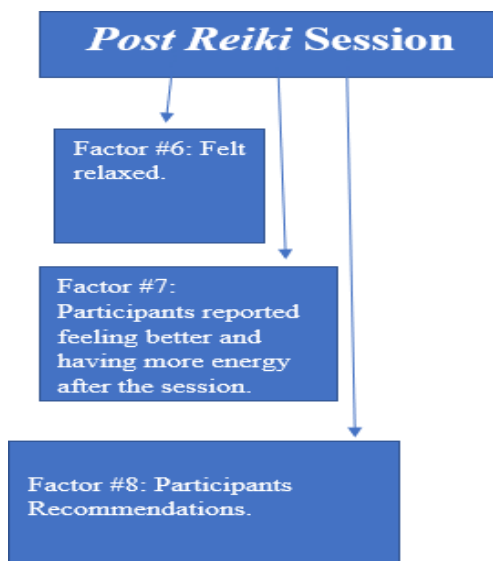 Post Reiki Session
Factor #6: Felt
relaxed.
Factor #7:
Participants reported
feeling better and
having more energy
after the session.
Factor #8: Participants
Recommendations.